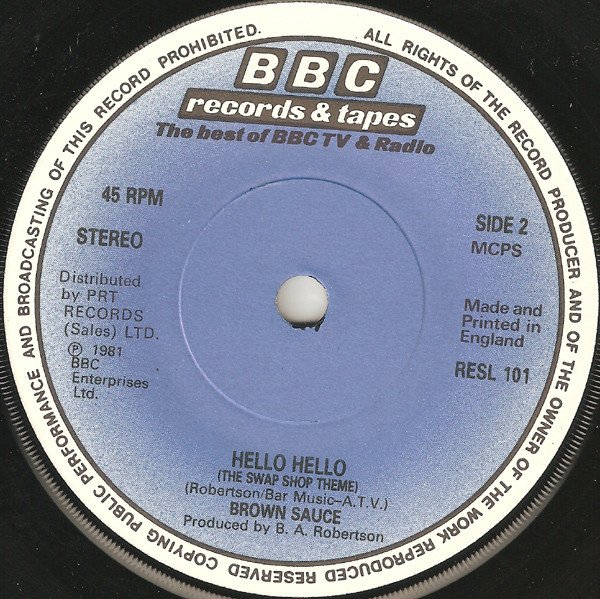 ALL RIGHTS OF THE RECORD PRODUCER AND OF THE OWNER OF THE WORK REPRODUCED RESERVED COPYING PUBLIC PERFORMANCE AND BROADCASTING OF THIS RECORD PROHIBITED.
BBC
records & tapes
The best of BBC TV & Radio
45 RPM
STEREO
Distributed
by PRT
RECORDS
(Sales) LTD.
Ⓟ 1981
BBC
Enterprises
Ltd.
SIDE 2
MCPS
Made and
Printed in
England
RESL 101
HELLO HELLO
(THE SWAP SHOP THEME)
(Robertson/Bar Music–A.T.V.)
BROWN SAUCE
Produced by B. A. Robertson